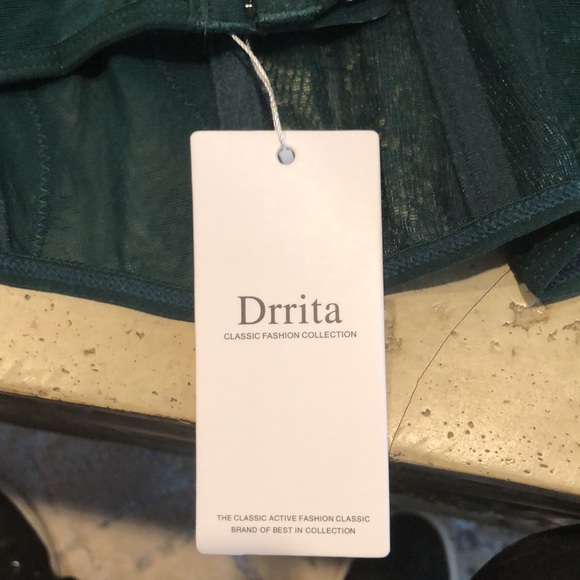 Drrita
CLASSIC FASHION COLLECTION
THE CLASSIC ACTIVE FASHION CLASSIC
BRAND OF BEST IN COLLECTION